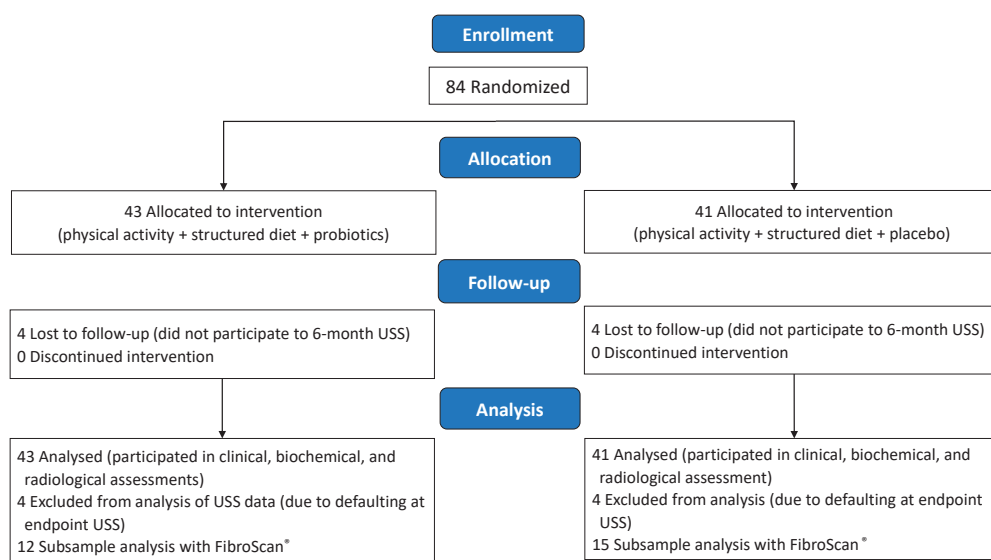 Enrollment
84 Randomized
Allocation
43 Allocated to intervention
(physical activity + structured diet + probiotics)
41 Allocated to intervention
(physical activity + structured diet + placebo)
Follow-up
4 Lost to follow-up (did not participate to 6-month USS)
0 Discontinued intervention
4 Lost to follow-up (did not participate to 6-month USS)
0 Discontinued intervention
Analysis
43 Analysed (participated in clinical, biochemical, and
radiological assessments)
4 Excluded from analysis of USS data (due to defaulting at
endpoint USS)
12 Subsample analysis with FibroScan®
41 Analysed (participated in clinical, biochemical, and
radiological assessment)
4 Excluded from analysis (due to defaulting at endpoint
USS)
15 Subsample analysis with FibroScan®